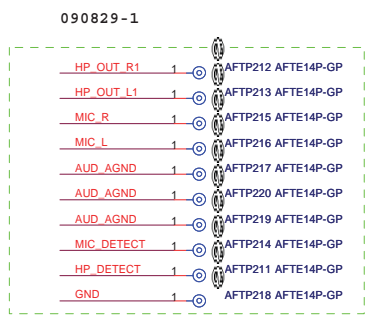 090829-1
HP_OUT_R1 1 AFTP212 AFTE14P-GP
HP_OUT_L1 1 AFTP213 AFTE14P-GP
MIC_R 1 AFTP215 AFTE14P-GP
MIC_L 1 AFTP216 AFTE14P-GP
AUD_AGND 1 AFTP217 AFTE14P-GP
AUD_AGND 1 AFTP220 AFTE14P-GP
AUD_AGND 1 AFTP219 AFTE14P-GP
MIC_DETECT 1 AFTP214 AFTE14P-GP
HP_DETECT 1 AFTP211 AFTE14P-GP
GND 1 AFTP218 AFTE14P-GP